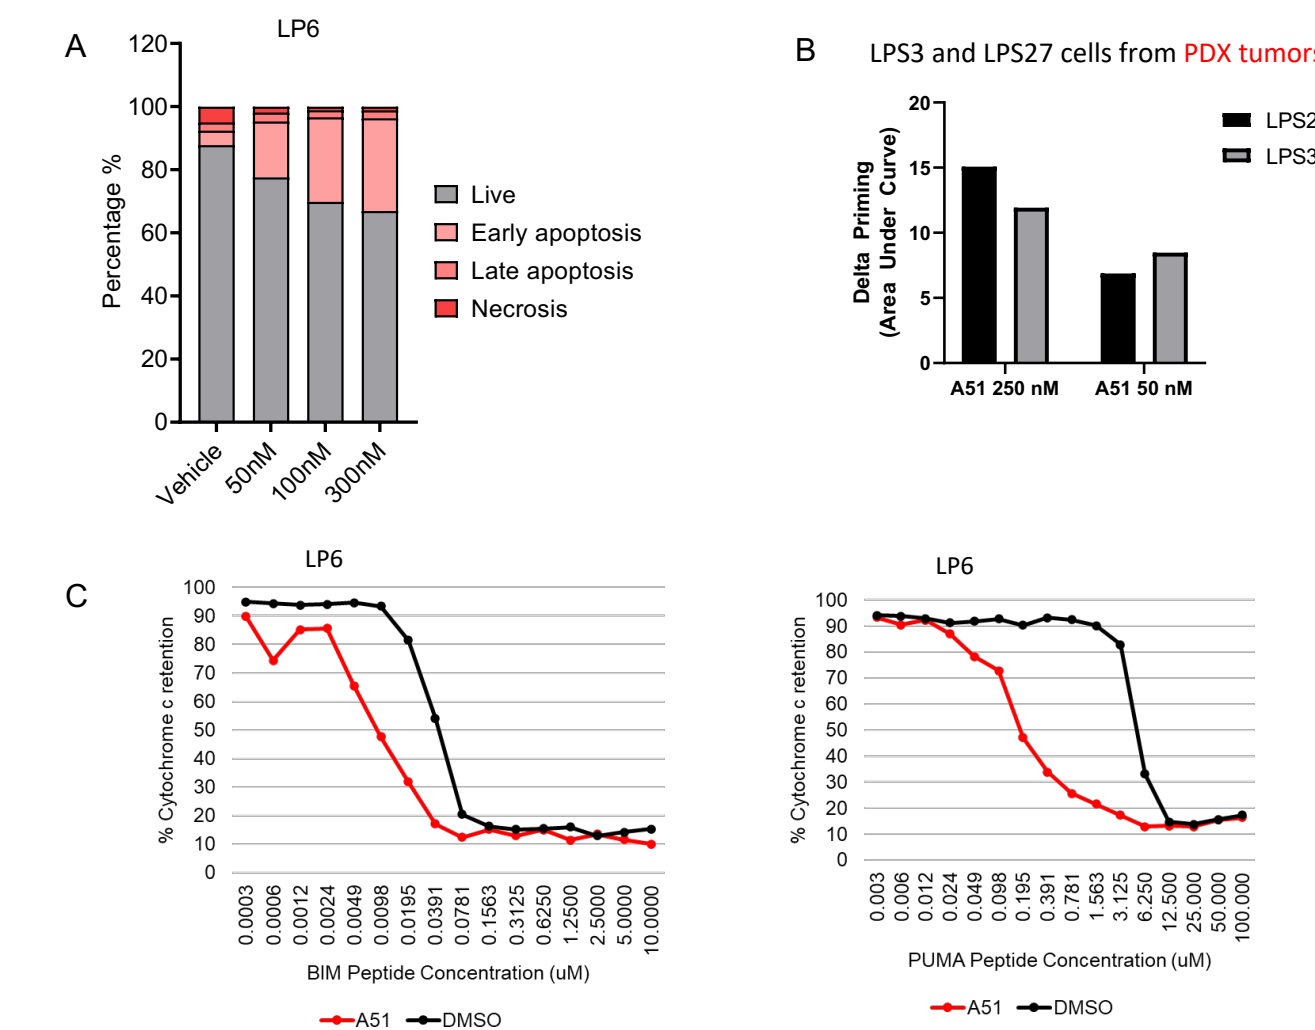 A
LP6
120
100
80
60
40
20
0
Percentage %
Vehicle
50nM
100nM
300nM
Live
Early apoptosis
Late apoptosis
Necrosis
B
LPS3 and LPS27 cells from PDX tumors
20
15
10
5
0
Delta Priming
(Area Under Curve)
A51 250 nM
A51 50 nM
LPS2
LPS3
C
LP6
100
90
80
70
60
50
40
30
20
10
0
% Cytochrome c retention
0.0003
0.0006
0.0012
0.0024
0.0049
0.0098
0.0195
0.0391
0.0781
0.1563
0.3125
0.6250
1.2500
2.5000
5.0000
10.0000
BIM Peptide Concentration (uM)
A51
DMSO
LP6
100
90
80
70
60
50
40
30
20
10
0
% Cytochrome c retention
0.003
0.006
0.012
0.024
0.049
0.098
0.195
0.391
0.781
1.563
3.125
6.250
12.500
25.000
50.000
100.000
PUMA Peptide Concentration (uM)
A51
DMSO